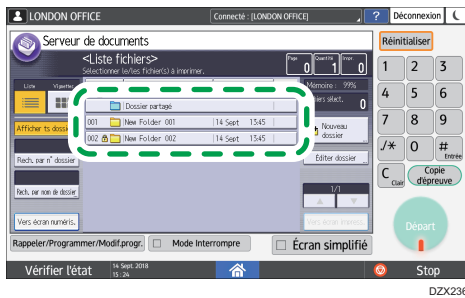 LONDON OFFICE
Connecté : [LONDON OFFICE]
?
Déconnexion
Serveur de documents
Réinitialiser
<Liste fichiers>
Sélectionner le/les fichier(s) à imprimer.
Page
0
Quantité
1
Impr.
0
Liste
Vignettes
Mémoire : 99%
0
Dossier partagé
001 New Folder 001 14 Sept 13:45
002 New Folder 002 14 Sept 13:45
Afficher ts
Nouveau
dossier
Rech. par n° dossier
Éditer dossier
Rech. par nom de dossier
1/1
Vers écran numéris.
Vers écran impress.
1 2 3
4 5 6
7 8 9
./* 0 #
Entrée
C
Clair
Copie
d'épreuve
Départ
Rappeler/Programmer/Modif.progr.
Mode Interrompre
Écran simplifié
Vérifier l'état
14 Sept. 2018
15 : 24
Stop
DZX236